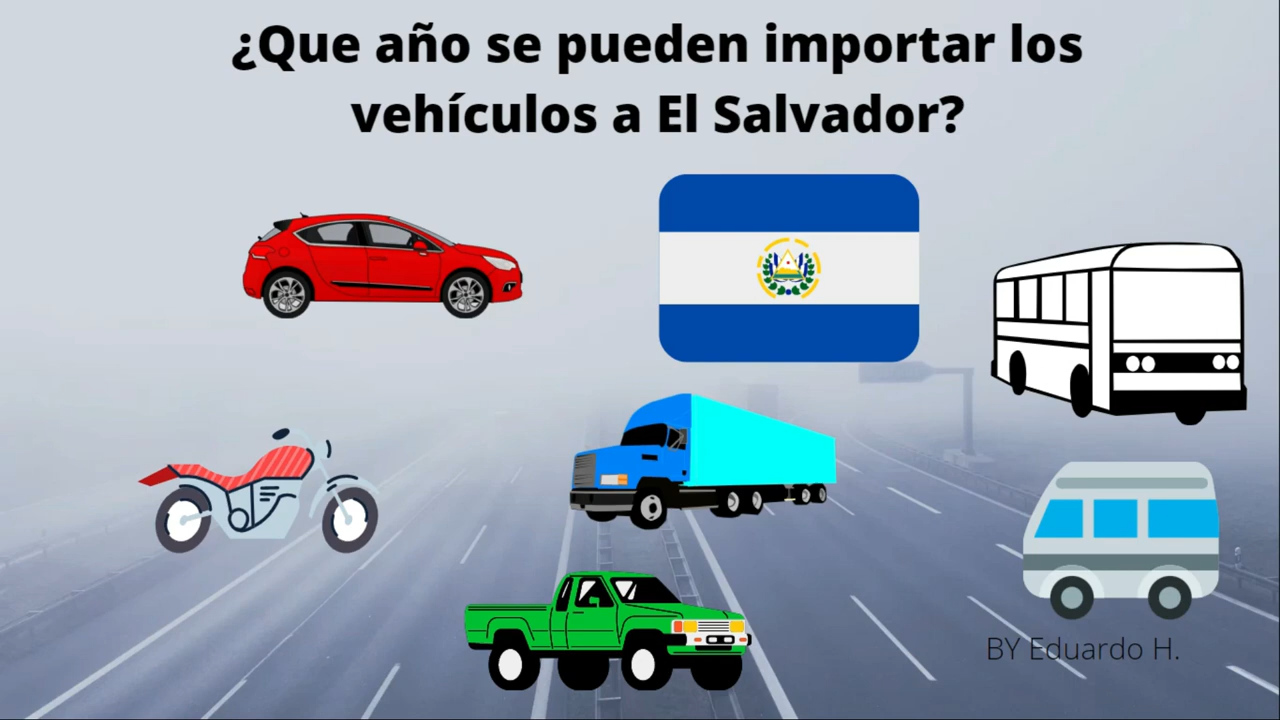 ¿Que año se pueden importar los
vehículos a El Salvador?
BY Eduardo H.